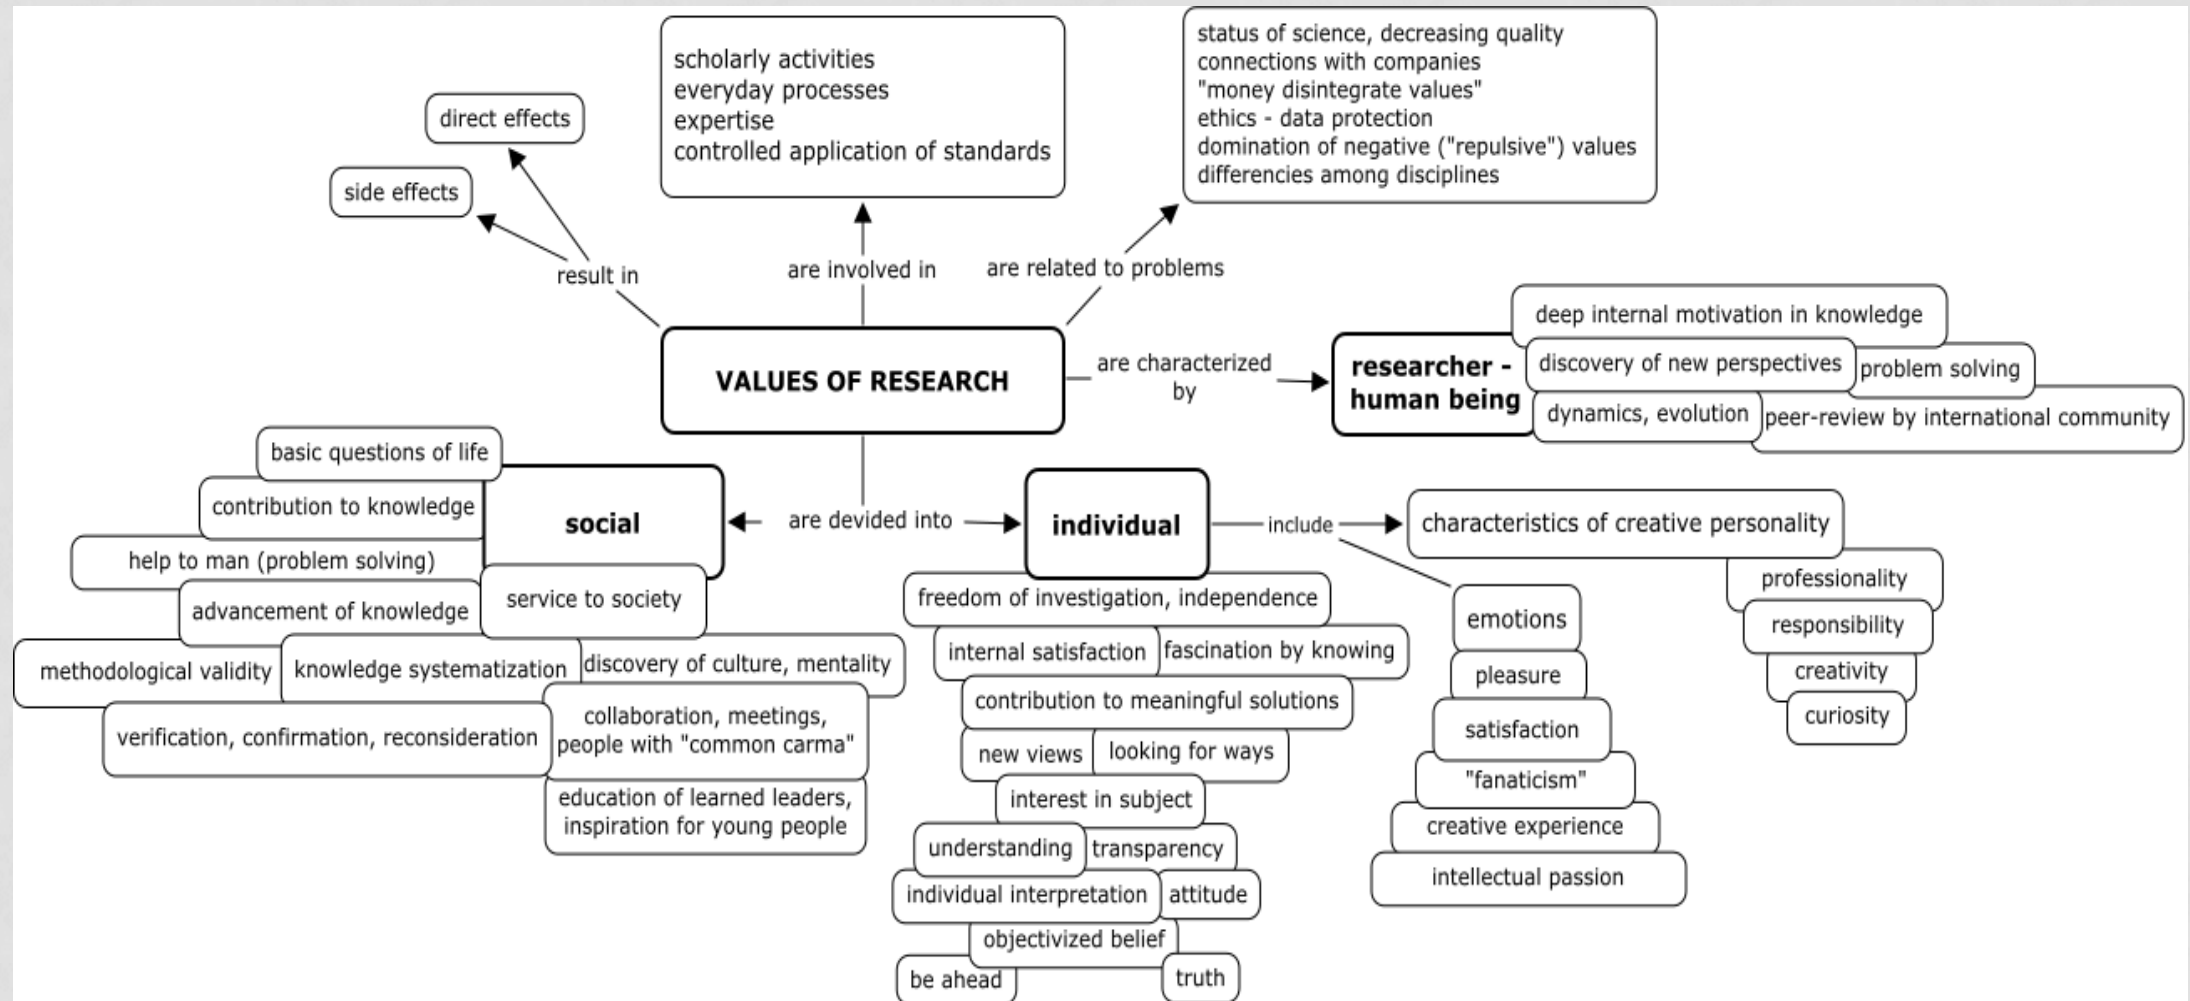 scholarly activities
everyday processes
expertise
controlled application of standards
status of science, decreasing quality
connections with companies
"money disintegrate values"
ethics - data protection
domination of negative ("repulsive") values
differencies among disciplines
direct effects
side effects
result in
are involved in
are related to problems
VALUES OF RESEARCH
are characterized
by
researcher -
human being
deep internal motivation in knowledge
discovery of new perspectives
problem solving
dynamics, evolution
peer-review by international community
basic questions of life
contribution to knowledge
social
are devided into
individual
include
characteristics of creative personality
help to man (problem solving)
advancement of knowledge
service to society
methodological validity
knowledge systematization
discovery of culture, mentality
verification, confirmation, reconsideration
collaboration, meetings,
people with "common carma"
education of learned leaders,
inspiration for young people
freedom of investigation, independence
internal satisfaction
fascination by knowing
contribution to meaningful solutions
new views
looking for ways
interest in subject
understanding
transparency
individual interpretation
attitude
objectivized belief
be ahead
truth
emotions
pleasure
satisfaction
"fanaticism"
creative experience
intellectual passion
professionality
responsibility
creativity
curiosity